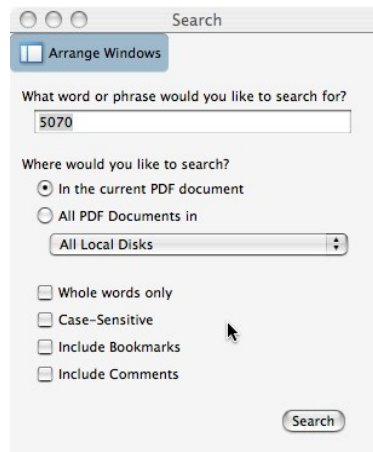 Search
Arrange Windows
What word or phrase would you like to search for?
5070
Where would you like to search?
In the current PDF document
All PDF Documents in
All Local Disks
Whole words only
Case-Sensitive
Include Bookmarks
Include Comments
Search